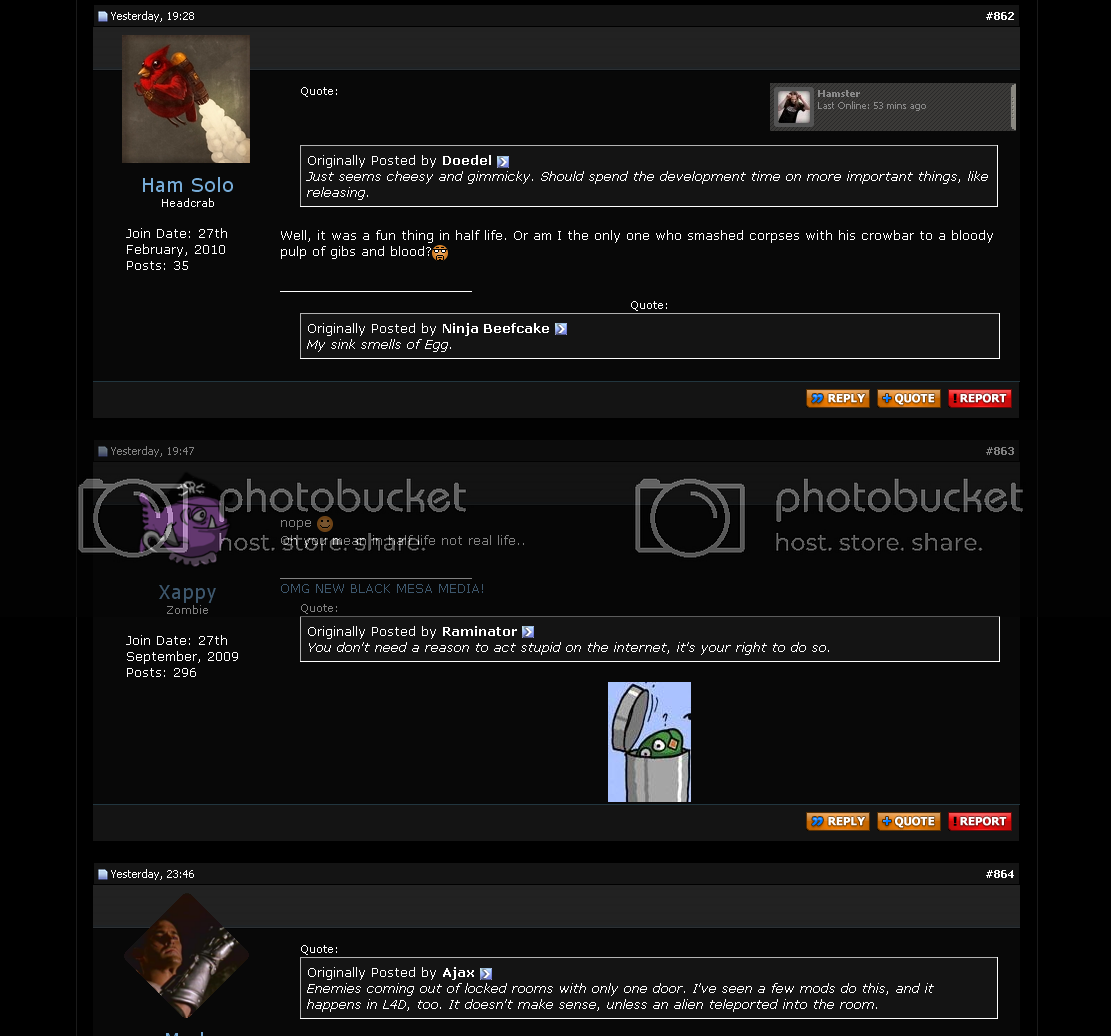 Yesterday, 19:28
#862
Quote:
Hamster
Last Online: 53 mins ago
Originally Posted by Doedel
Just seems cheesy and gimmicky. Should spend the development time on more important things, like
releasing.
Ham Solo
Headcrab
Join Date: 27th
February, 2010
Posts: 35
Well, it was a fun thing in half life. Or am I the only one who smashed corpses with his crowbar to a bloody
pulp of gibs and blood?
Quote:
Originally Posted by Ninja Beefcake
My sink smells of Egg.
REPLY
QUOTE
!REPORT
Yesterday, 19:47
#863
photobucket
host. store. share.
photobucket
host. store. share.
nope
Oh you mean in half life not real life..
OMG NEW BLACK MESA MEDIA!
Xappy
Zombie
Join Date: 27th
September, 2009
Posts: 296
Quote:
Originally Posted by Raminator
You don't need a reason to act stupid on the internet, it's your right to do so.
?
REPLY
QUOTE
!REPORT
Yesterday, 23:46
#864
Quote:
Originally Posted by Ajax
Enemies coming out of locked rooms with only one door. I've seen a few mods do this, and it
happens in L4D, too. It doesn't make sense, unless an alien teleported into the room.